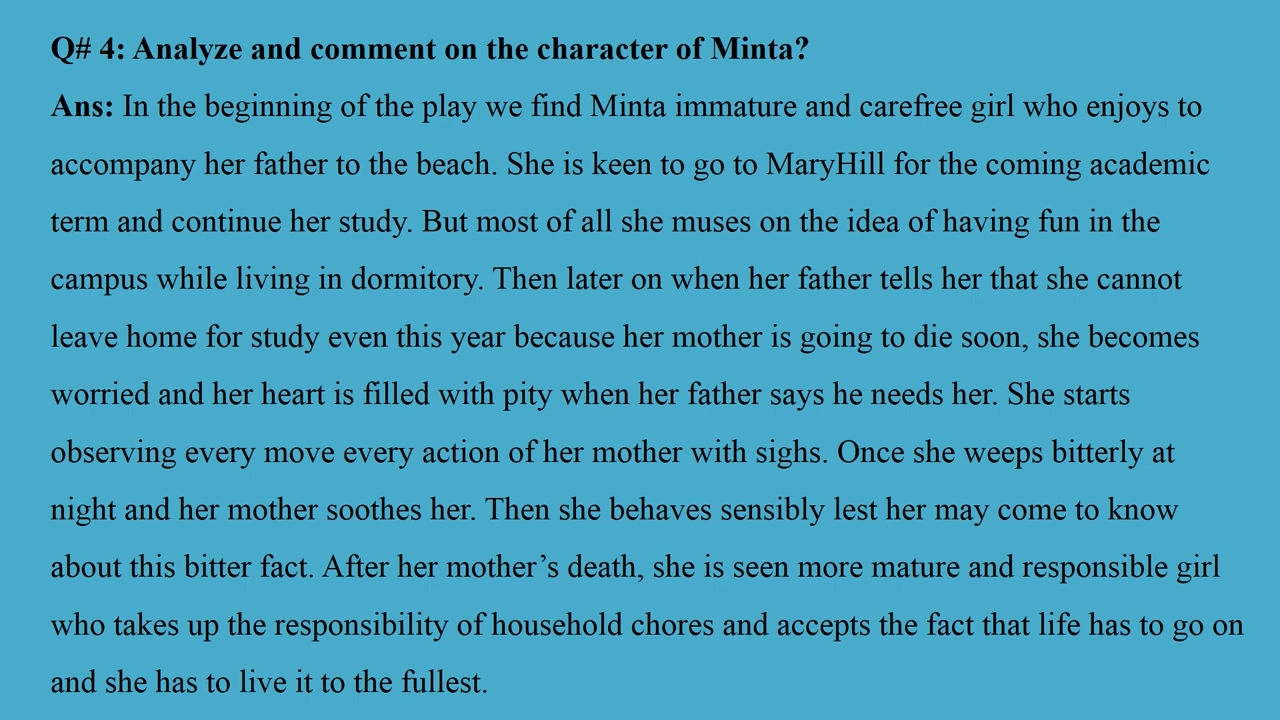 Q# 4: Analyze and comment on the character of Minta?
Ans: In the beginning of the play we find Minta immature and carefree girl who enjoys to
accompany her father to the beach. She is keen to go to MaryHill for the coming academic
term and continue her study. But most of all she muses on the idea of having fun in the
campus while living in dormitory. Then later on when her father tells her that she cannot
leave home for study even this year because her mother is going to die soon, she becomes
worried and her heart is filled with pity when her father says he needs her. She starts
observing every move every action of her mother with sighs. Once she weeps bitterly at
night and her mother soothes her. Then she behaves sensibly lest her may come to know
about this bitter fact. After her mother’s death, she is seen more mature and responsible girl
who takes up the responsibility of household chores and accepts the fact that life has to go on
and she has to live it to the fullest.